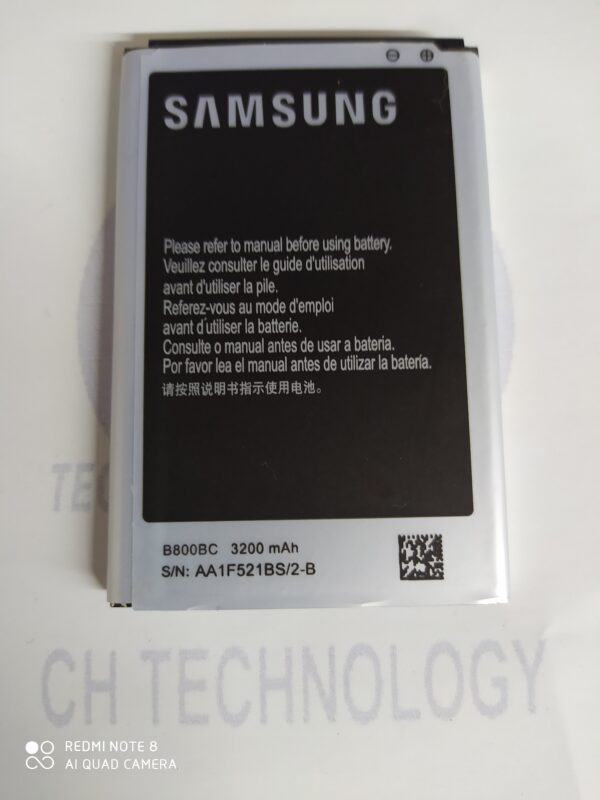 SAMSUNG
Please refer to manual before using battery.
Veuillez consulter le guide d'utilisation
avant d'utiliser la pile.
Referez-vous au mode d'emploi
avant d'utiliser la batterie.
Consulte o manual antes de usar a bateria.
Por favor lea el manual antes de utilizar la batería.
请按照说明书指示使用电池。
B800BC 3200 mAh
S/N: AA1F521BS/2-B
CH TECHNOLOGY
REDMI NOTE 8
AI QUAD CAMERA